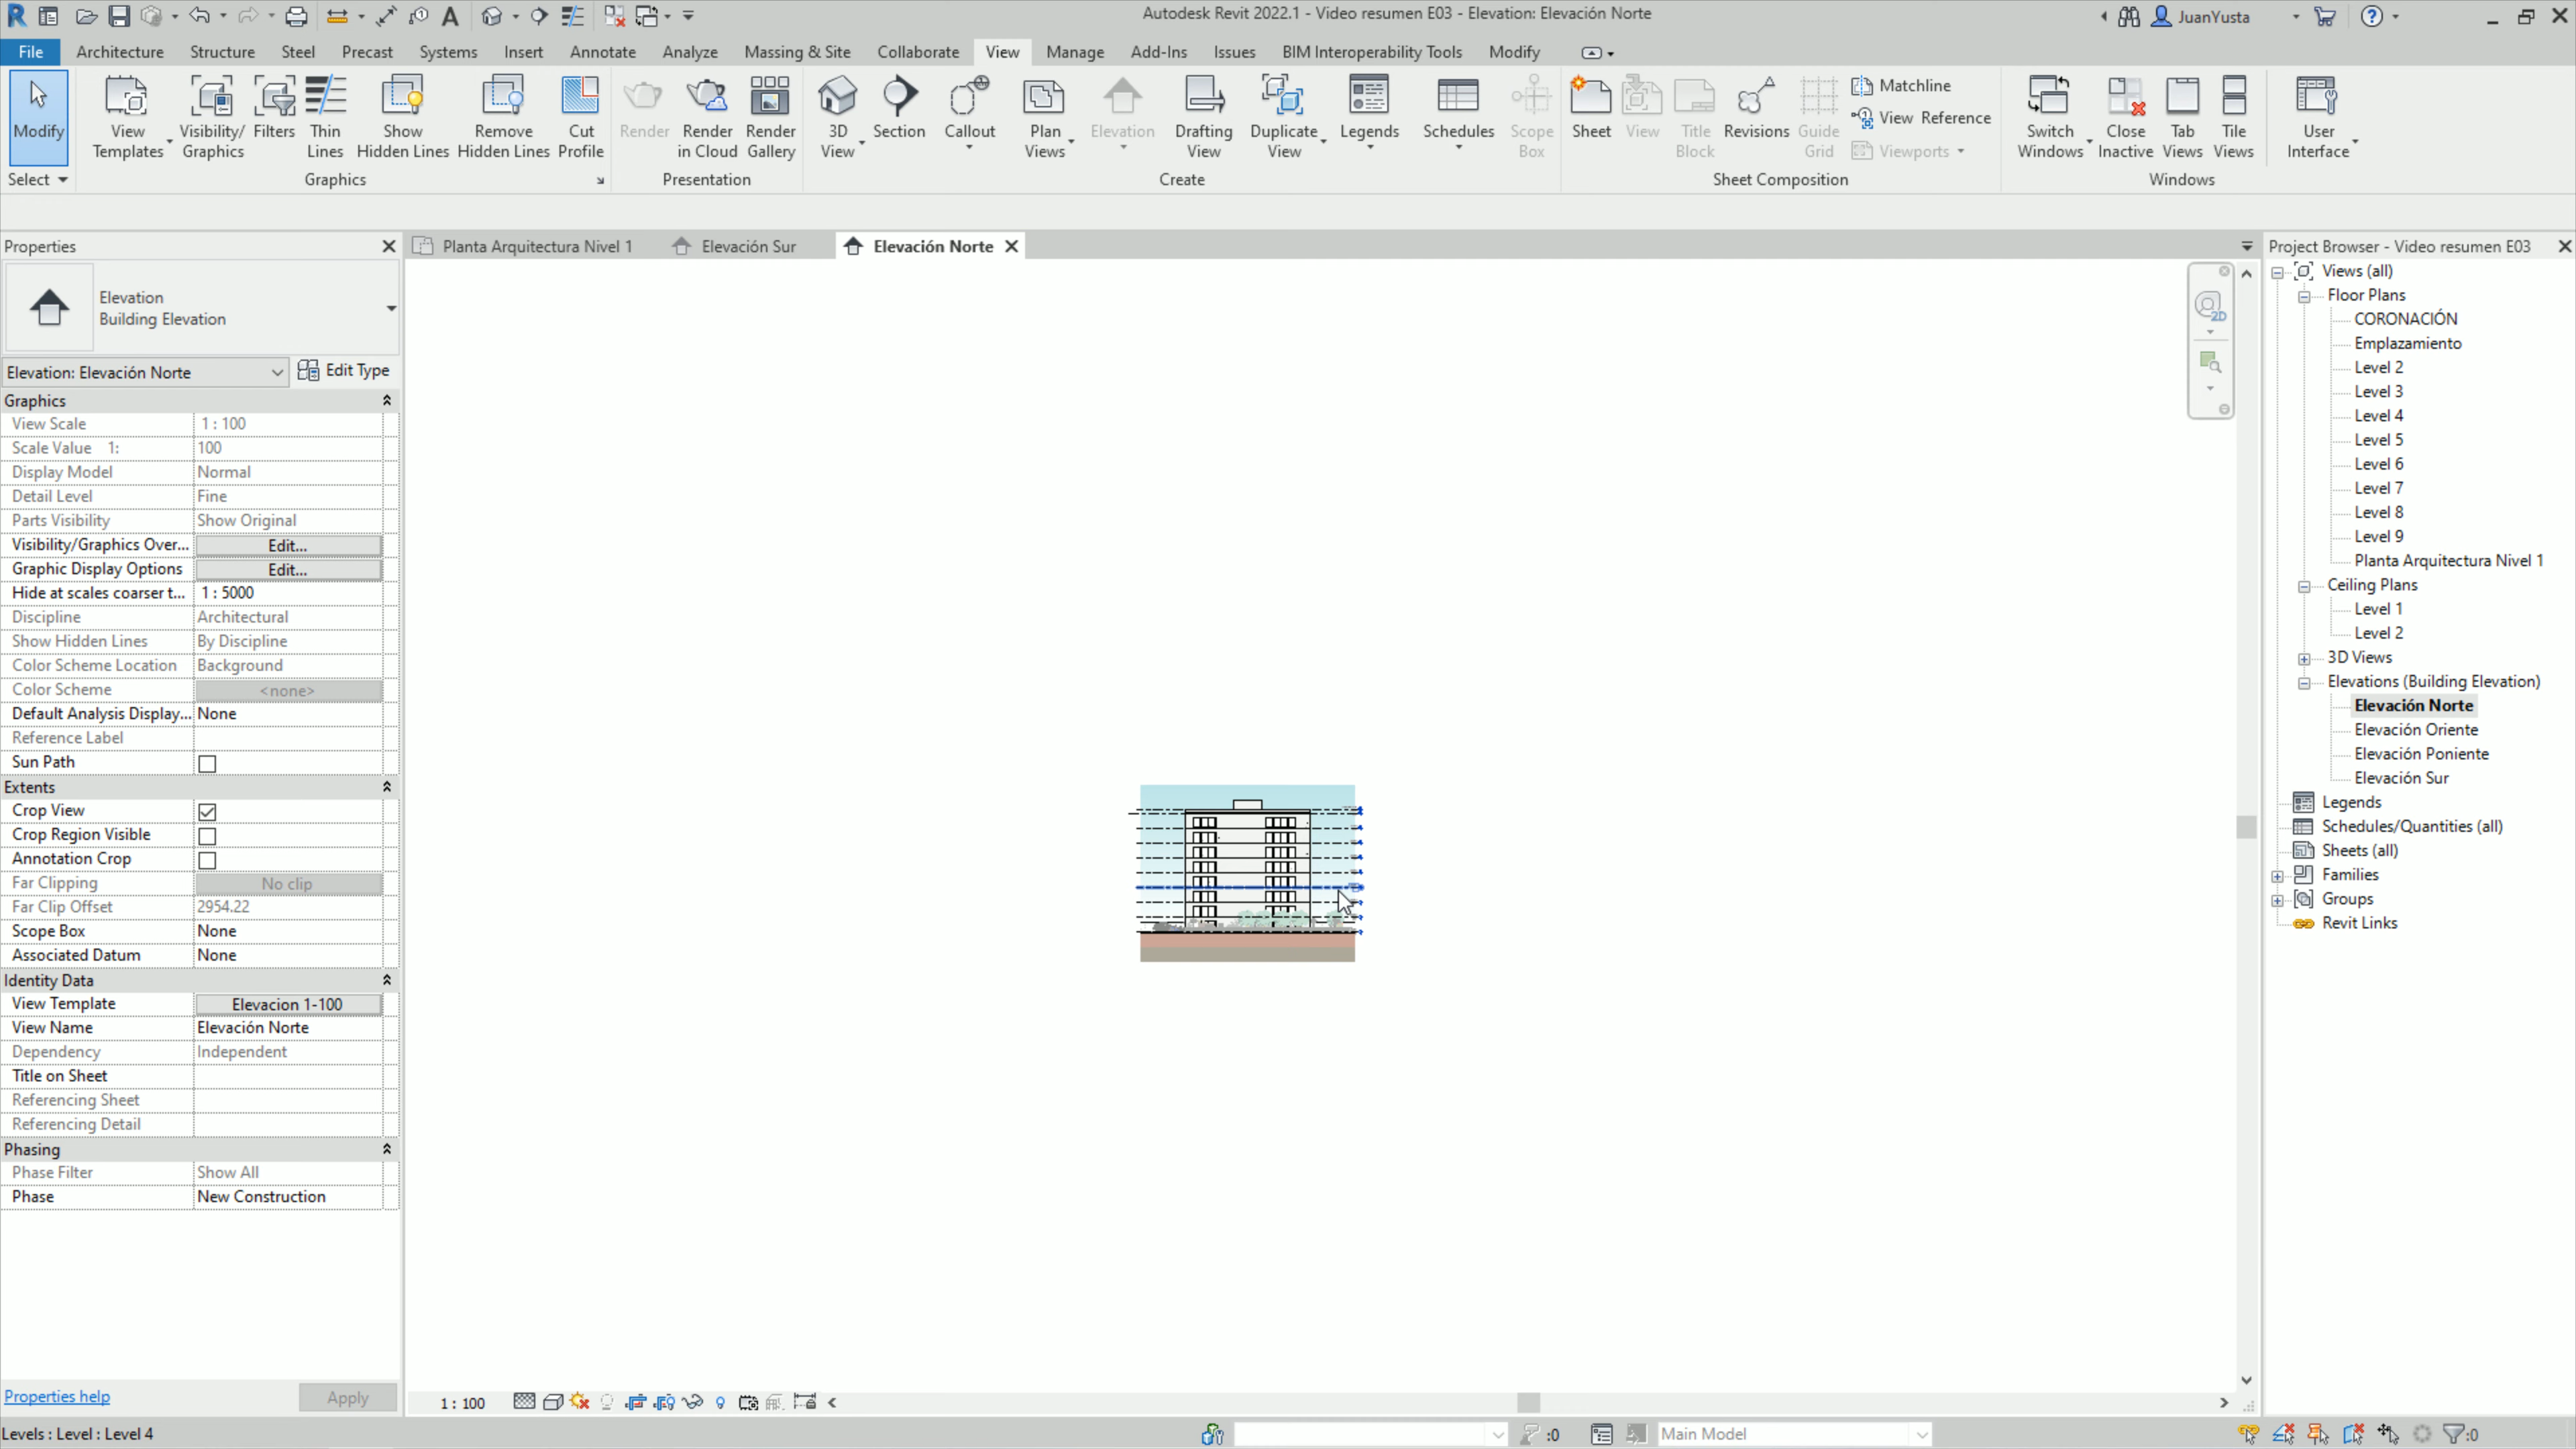 Autodesk Revit 2022.1 - Video resumen E03 - Elevation: Elevación Norte
JuanYusta
File Architecture Structure Steel Precast Systems Insert Annotate Analyze Massing & Site Collaborate View Manage Add-Ins Issues BIM Interoperability Tools Modify
Modify
View Templates
Visibility/ Graphics
Filters
Thin Lines
Show Hidden Lines
Remove Hidden Lines
Cut Profile
Render
Render in Cloud
Render Gallery
3D View
Section
Callout
Plan Views
Elevation
Drafting View
Duplicate View
Legends
Schedules
Scope Box
Sheet
View
Title Block
Revisions
Guide Grid
Matchline
View Reference
Viewports
Switch Windows
Close Inactive
Tab Views
Tile Views
User Interface
Select
Graphics
Presentation
Create
Sheet Composition
Windows
Properties
Elevation
Building Elevation
Elevation: Elevación Norte
Edit Type
Graphics
View Scale 1 : 100
Scale Value 1: 100
Display Model Normal
Detail Level Fine
Parts Visibility Show Original
Visibility/Graphics Over... Edit...
Graphic Display Options Edit...
Hide at scales coarser t... 1 : 5000
Discipline Architectural
Show Hidden Lines By Discipline
Color Scheme Location Background
Color Scheme <none>
Default Analysis Display... None
Reference Label
Sun Path
Extents
Crop View
Crop Region Visible
Annotation Crop
Far Clipping No clip
Far Clip Offset 2954.22
Scope Box None
Associated Datum None
Identity Data
View Template Elevacion 1-100
View Name Elevación Norte
Dependency Independent
Title on Sheet
Referencing Sheet
Referencing Detail
Phasing
Phase Filter Show All
Phase New Construction
Properties help
Apply
Planta Arquitectura Nivel 1
Elevación Sur
Elevación Norte
2D
1 : 100
Project Browser - Video resumen E03
Views (all)
Floor Plans
CORONACIÓN
Emplazamiento
Level 2
Level 3
Level 4
Level 5
Level 6
Level 7
Level 8
Level 9
Planta Arquitectura Nivel 1
Ceiling Plans
Level 1
Level 2
3D Views
Elevations (Building Elevation)
Elevación Norte
Elevación Oriente
Elevación Poniente
Elevación Sur
Legends
Schedules/Quantities (all)
Sheets (all)
Families
Groups
Revit Links
Levels : Level : Level 4
:0
Main Model
:0